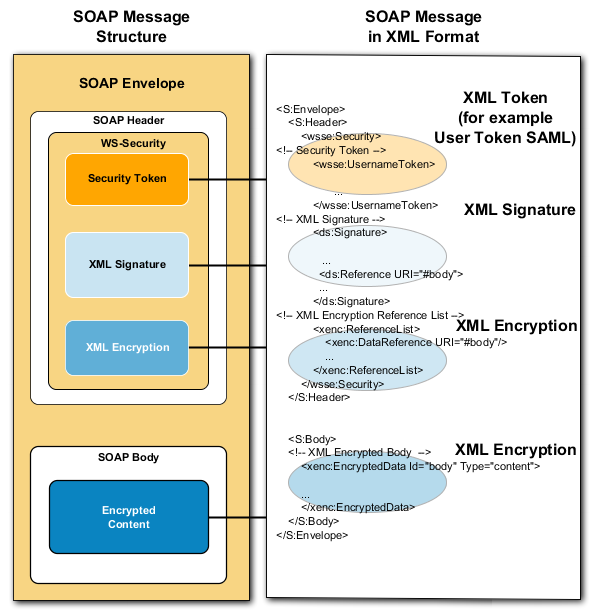 SOAP Message
Structure
SOAP Envelope
SOAP Header
WS-Security
Security Token
XML Signature
XML Encryption
SOAP Body
Encrypted
Content
SOAP Message
in XML Format
XML Token
(for example
User Token SAML)
<S:Envelope>
<S:Header>
<wsse:Security>
<!-- Security Token -->
<wsse:UsernameToken>
...
</wsse:UsernameToken>
XML Signature
<!-- XML Signature -->
<ds:Signature>
...
<ds:Reference URI="#body">
...
</ds:Signature>
<!-- XML Encryption Reference List -->
XML Encryption
<xenc:ReferenceList>
<xenc:DataReference URI="#body"/>
...
</xenc:ReferenceList>
</wsse:Security>
</S:Header>
<S:Body>
XML Encryption
<!-- XML Encrypted Body -->
<xenc:EncryptedData Id="body" Type="content">
...
</xenc:EncryptedData>
</S:Body>
</S:Envelope>